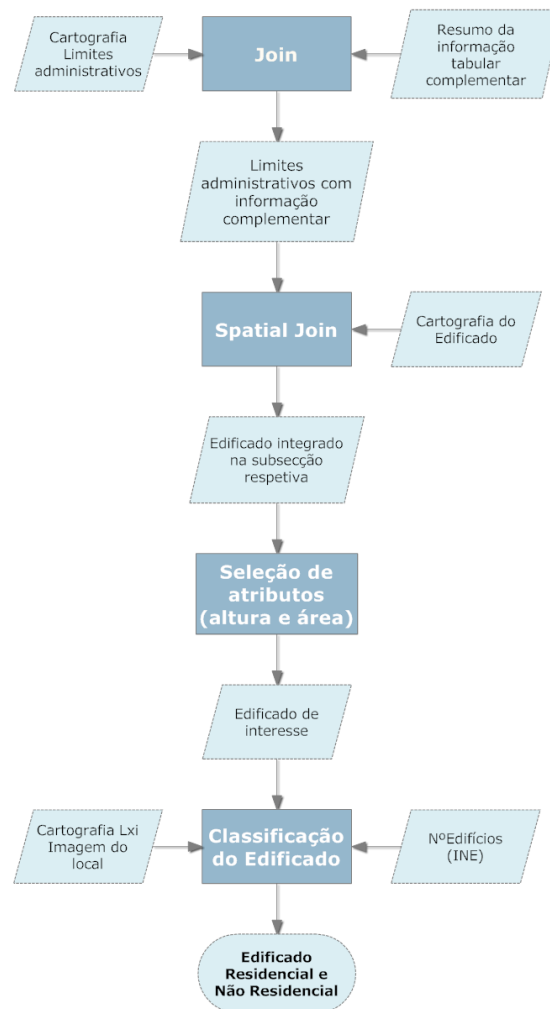 Cartografia
Limites
administrativos
Join
Resumo da
informação
tabular
complementar
Limites
administrativos com
informação
complementar
Spatial Join
Cartografia do
Edificado
Edificado integrado
na subsecção
respetiva
Seleção de
atributos
(altura e área)
Edificado de
interesse
Cartografia Lxi
Imagem do
local
Classificação
do Edificado
NºEdifícios
(INE)
Edificado
Residencial e
Não Residencial